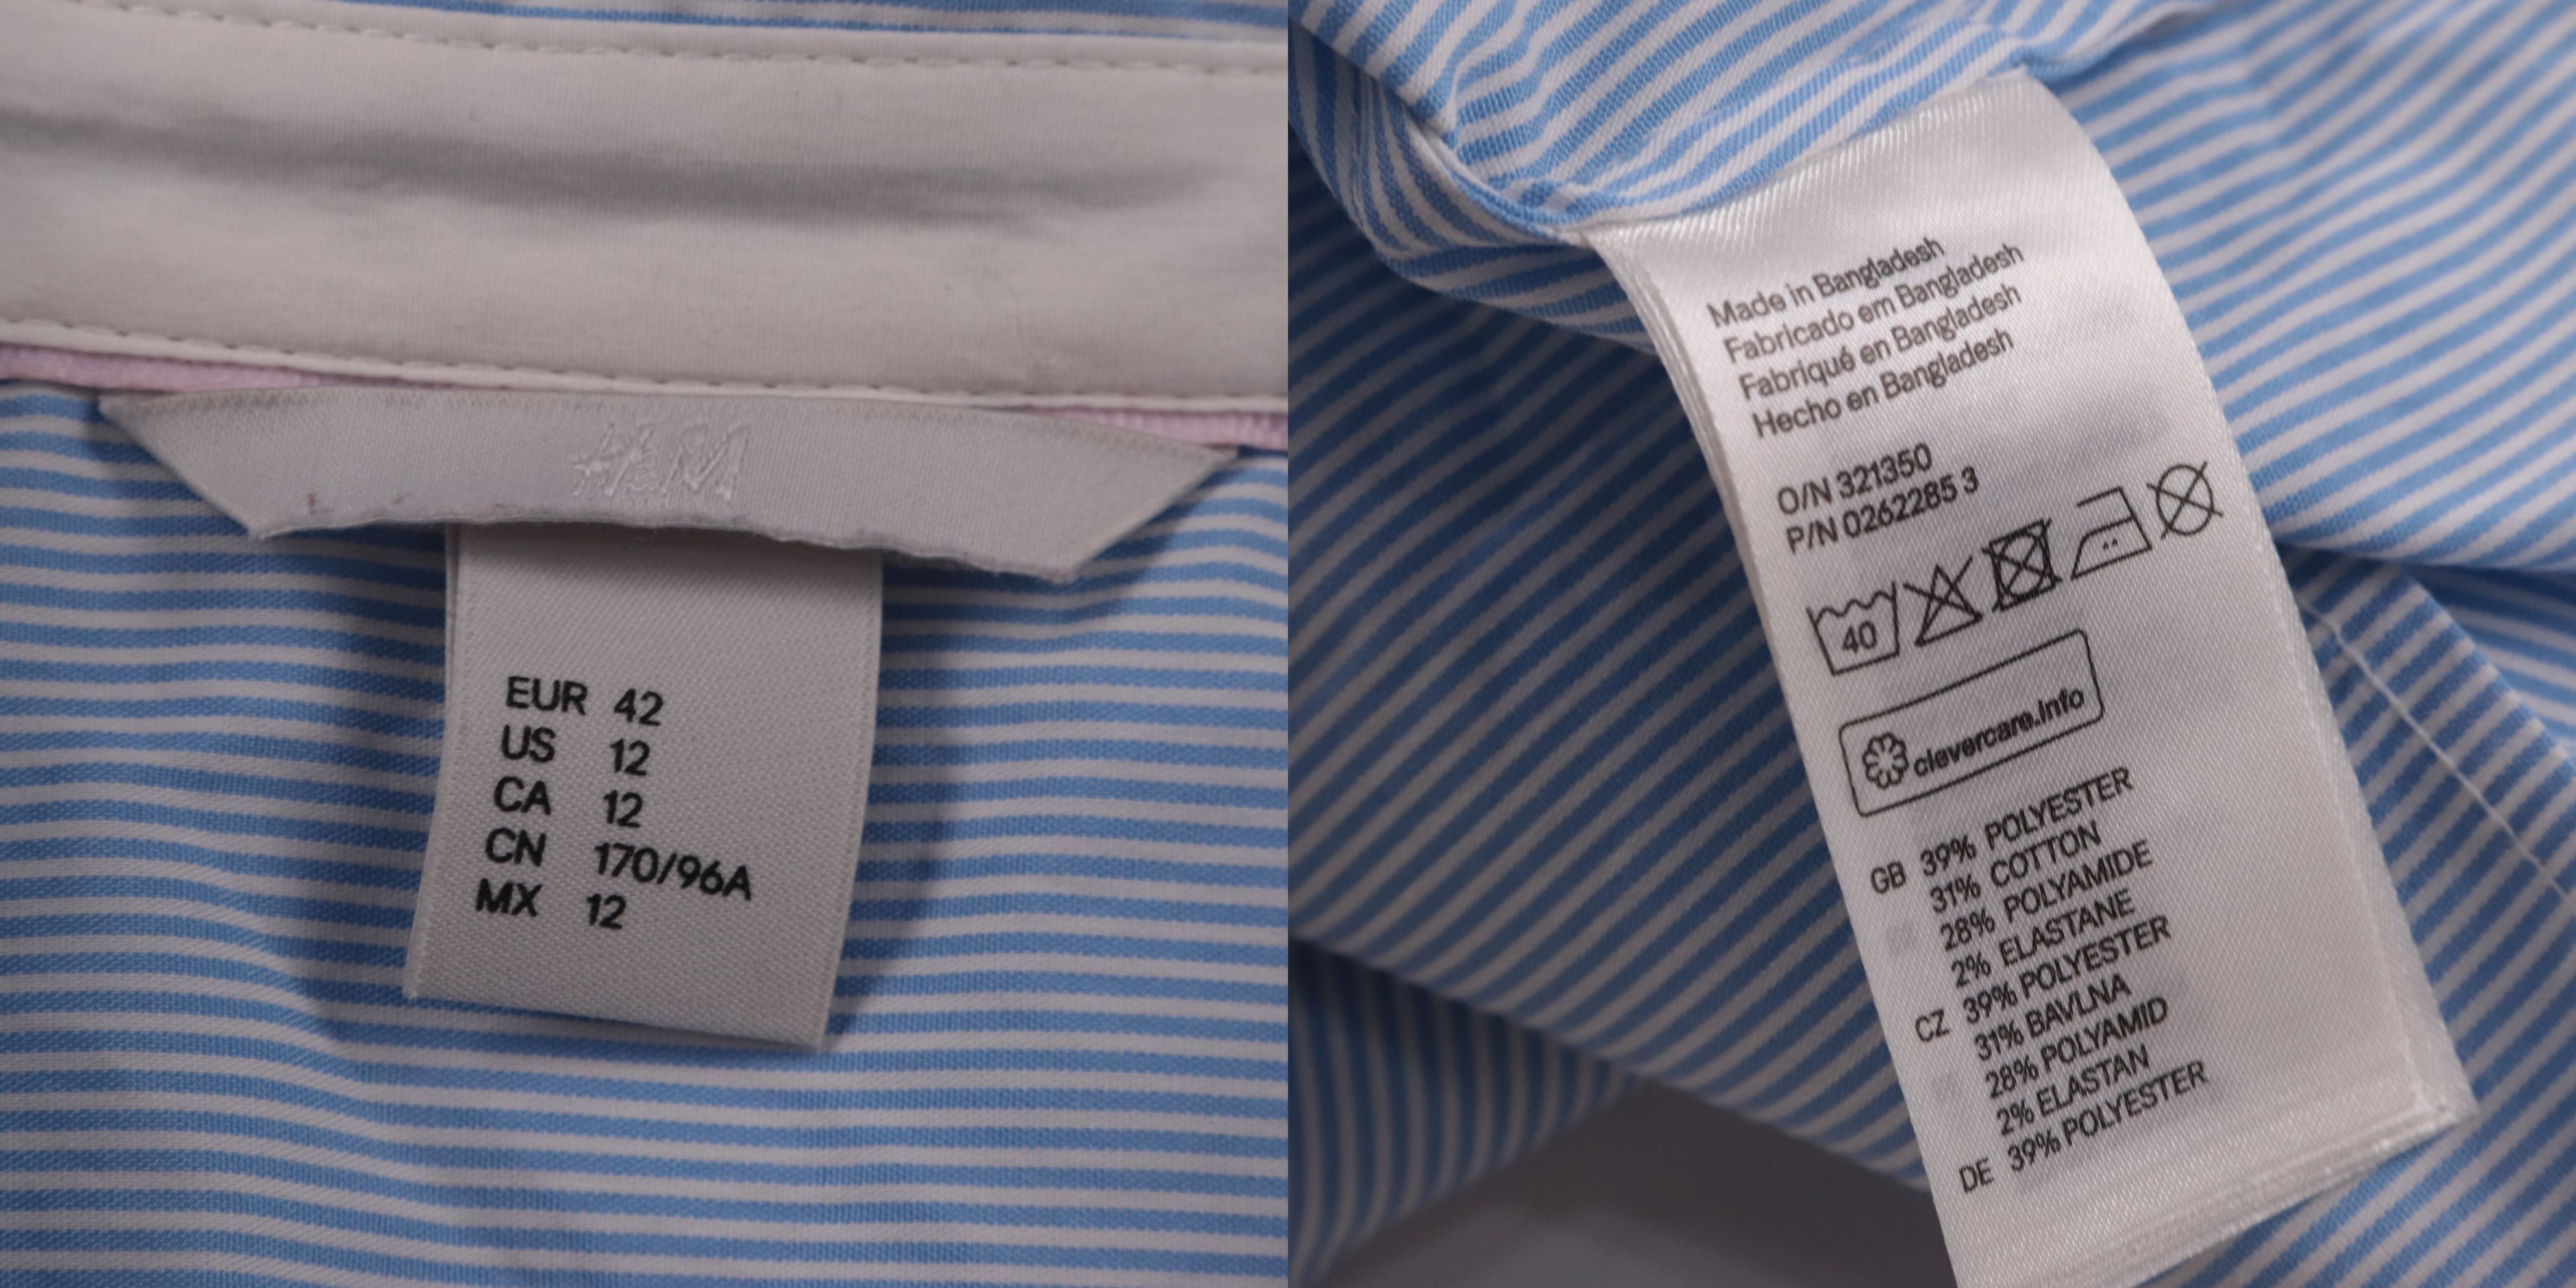 H&M
EUR 42
US 12
CA 12
CN 170/96A
MX 12
Made in Bangladesh
Fabricado em Bangladesh
Fabriqué en Bangladesh
Hecho en Bangladesh
O/N 321350
P/N 0262285 3
40
clevercare.info
GB 39% POLYESTER
31% COTTON
28% POLYAMIDE
2% ELASTANE
CZ 39% POLYESTER
31% BAVLNA
28% POLYAMID
2% ELASTAN
DE 39% POLYESTER